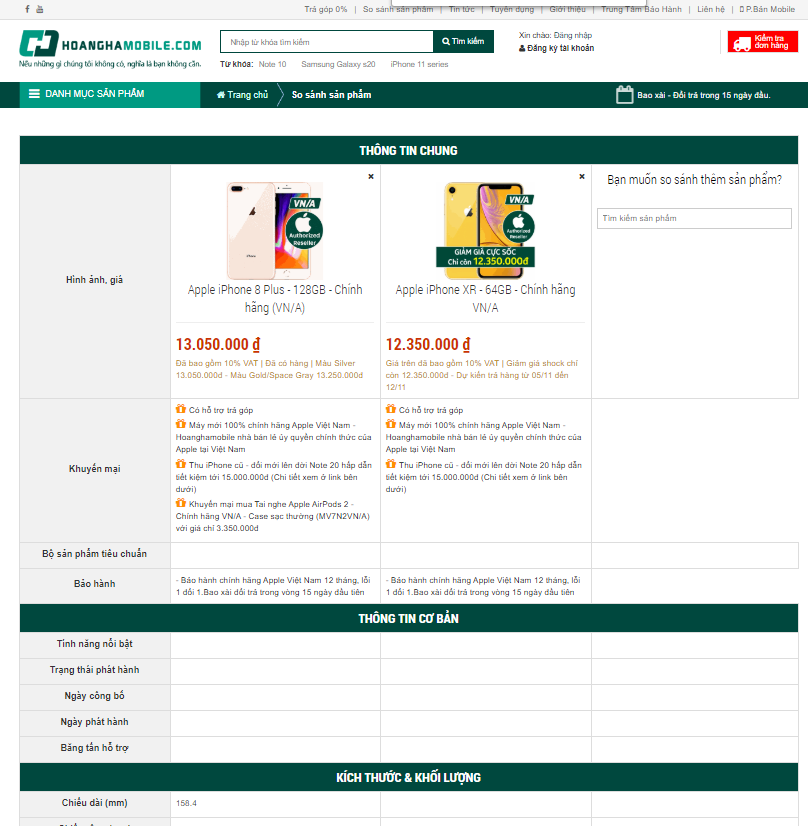 Trả góp 0% | So sánh sản phẩm | Tin tức | Tuyển dụng | Giới thiệu | Trung Tâm Bảo Hành | Liên hệ | P.Bán Mobile
HOANGHAMOBILE.COM
Nếu những gì chúng tôi không có, nghĩa là bạn không cần.
Nhập từ khóa tìm kiếm
Tìm kiếm
Từ khóa: Note 10 Samsung Galaxy s20 iPhone 11 series
Xin chào: Đăng nhập
Đăng ký tài khoản
Kiểm tra
đơn hàng
DANH MỤC SẢN PHẨM
Trang chủ
So sánh sản phẩm
Bao xài - Đổi trả trong 15 ngày đầu.
THÔNG TIN CHUNG
Hình ảnh, giá
VN/A
Authorized
Reseller
Apple iPhone 8 Plus - 128GB - Chính
hãng (VN/A)
13.050.000 ₫
Đã bao gồm 10% VAT | Đã có hàng | Màu Silver
13.050.000đ - Màu Gold/Space Gray 13.250.000đ
VN/A
Authorized
Reseller
GIẢM GIÁ CỰC SỐC
Chỉ còn 12.350.000đ
Apple iPhone XR - 64GB - Chính hãng
VN/A
12.350.000 ₫
Giá trên đã bao gồm 10% VAT | Giảm giá shock chỉ
còn 12.350.000đ - Dự kiến trả hàng từ 05/11 đến
12/11
Bạn muốn so sánh thêm sản phẩm?
Tìm kiếm sản phẩm
Khuyến mại
Có hỗ trợ trả góp
Máy mới 100% chính hãng Apple Việt Nam -
Hoanghamobile nhà bán lẻ ủy quyền chính thức của
Apple tại Việt Nam
Thu iPhone cũ - đổi mới lên đời Note 20 hấp dẫn
tiết kiệm tới 15.000.000đ (Chi tiết xem ở link bên
dưới)
Khuyến mại mua Tai nghe Apple AirPods 2 -
Chính hãng VN/A - Case sạc thường (MV7N2VN/A)
với giá chỉ 3.350.000đ
Có hỗ trợ trả góp
Máy mới 100% chính hãng Apple Việt Nam -
Hoanghamobile nhà bán lẻ ủy quyền chính thức của
Apple tại Việt Nam
Thu iPhone cũ - đổi mới lên đời Note 20 hấp dẫn
tiết kiệm tới 15.000.000đ (Chi tiết xem ở link bên
dưới)
Bộ sản phẩm tiêu chuẩn
Bảo hành
- Bảo hành chính hãng Apple Việt Nam 12 tháng, lỗi
1 đổi 1.Bao xài đổi trả trong vòng 15 ngày đầu tiên
- Bảo hành chính hãng Apple Việt Nam 12 tháng, lỗi
1 đổi 1.Bao xài đổi trả trong vòng 15 ngày đầu tiên
THÔNG TIN CƠ BẢN
Tính năng nổi bật
Trạng thái phát hành
Ngày công bố
Ngày phát hành
Băng tần hỗ trợ
KÍCH THƯỚC & KHỐI LƯỢNG
Chiều dài (mm)
158.4